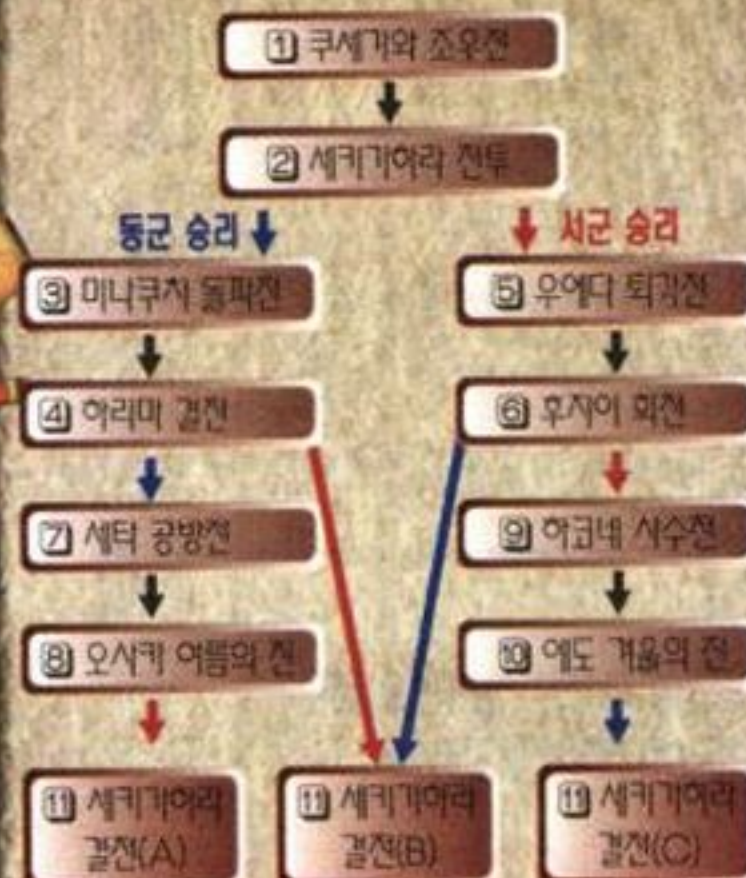 ① 쿠세가와 조우전
② 세키가하라 전투
동군 승리
서군 승리
③ 미나쿠치 돌파전
⑤ 우에다 퇴각전
④ 하리마 결전
⑥ 후지이 회전
⑦ 세타 공방전
⑨ 하코네 사수전
⑧ 오사카 여름의 진
⑩ 에도 겨울의 진
⑪ 세키가하라
결전(A)
⑪ 세키가하라
결전(B)
⑪ 세키가하라
결전(C)